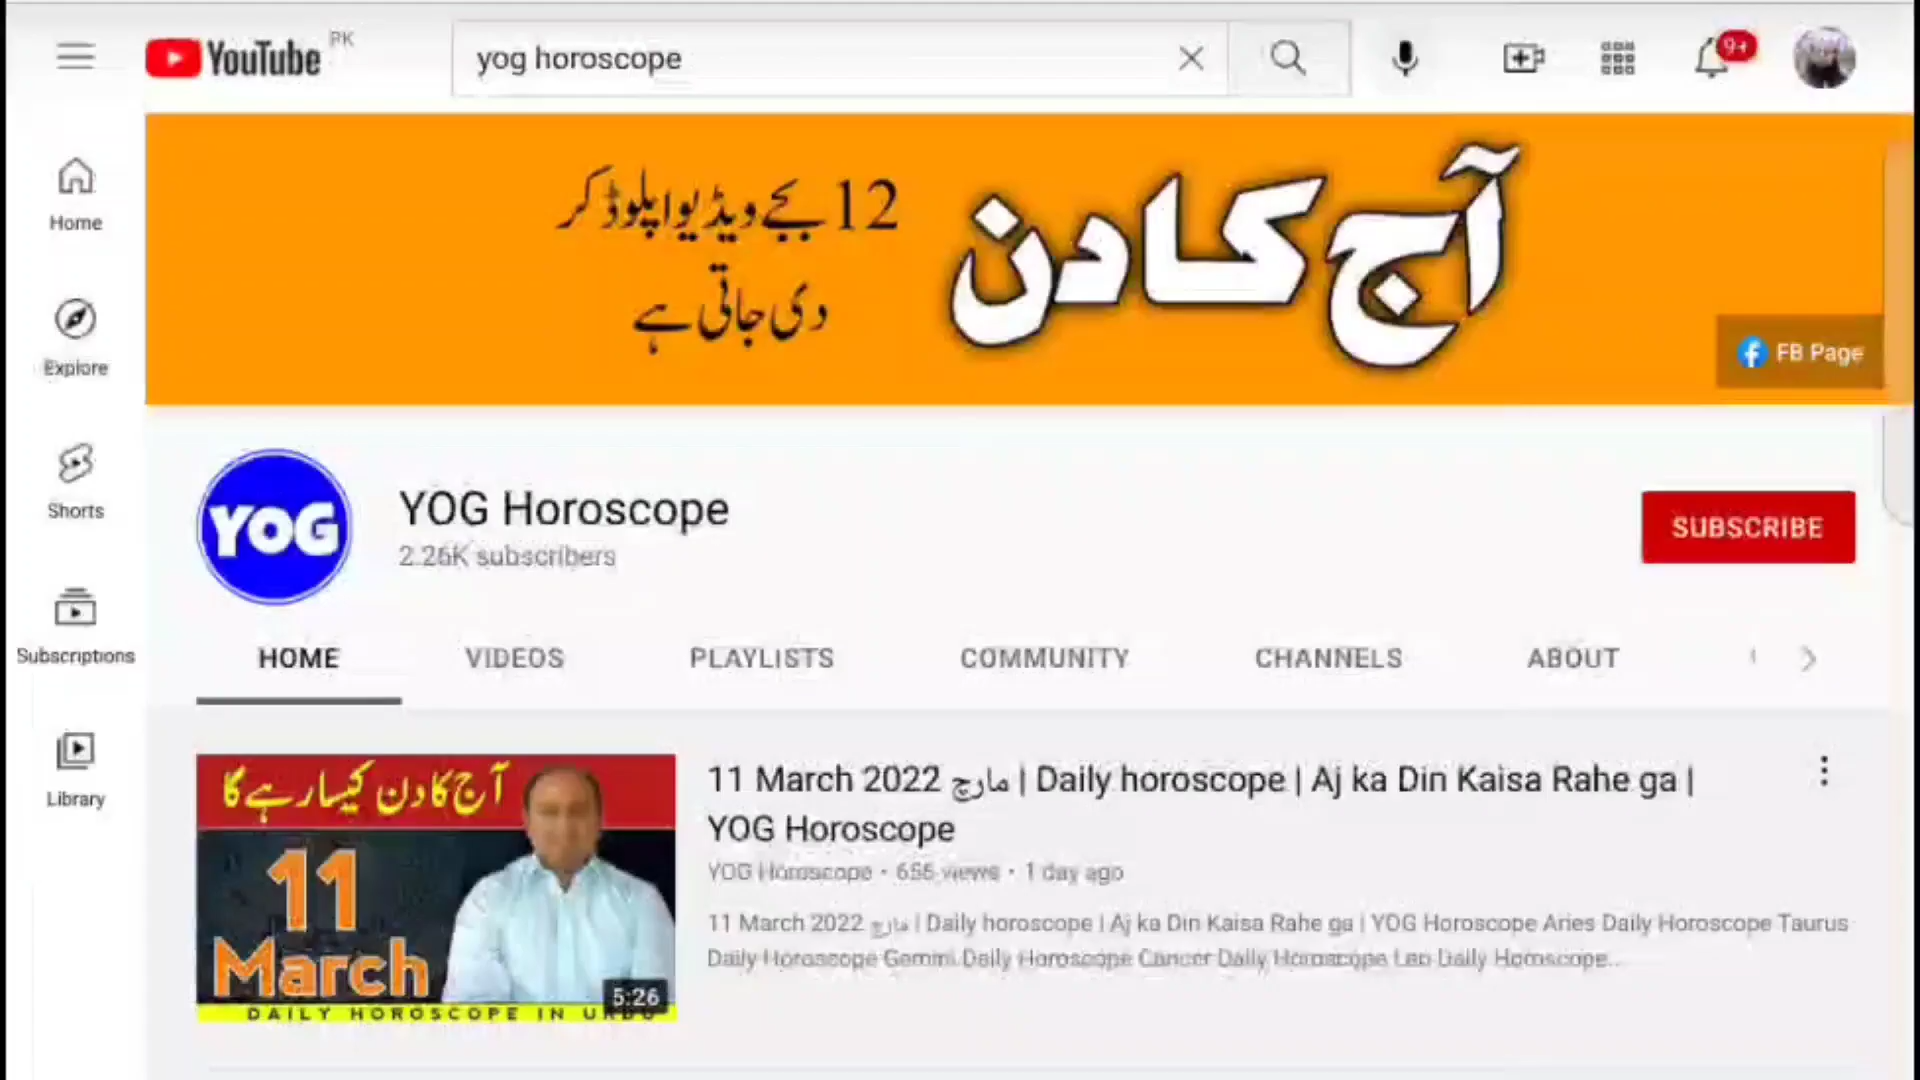 YouTube PK
yog horoscope
9+
آج کا دن
12 بجے ویڈیو اپلوڈ کر
دی جاتی ہے
FB Page
Home
Explore
Shorts
Subscriptions
Library
YOG
YOG Horoscope
2.26K subscribers
SUBSCRIBE
HOME
VIDEOS
PLAYLISTS
COMMUNITY
CHANNELS
ABOUT
آج کا دن کیسا رہے گا
11
March
5:26
DAILY HOROSCOPE IN URDU
11 March 2022 مارچ | Daily horoscope | Aj ka Din Kaisa Rahe ga |
YOG Horoscope
YOG Horoscope • 656 views • 1 day ago
11 March 2022 مارچ | Daily horoscope | Aj ka Din Kaisa Rahe ga | YOG Horoscope Aries Daily Horoscope Taurus
Daily Horoscope Gemini Daily Horoscope Cancer Daily Horoscope Leo Daily Horoscope...